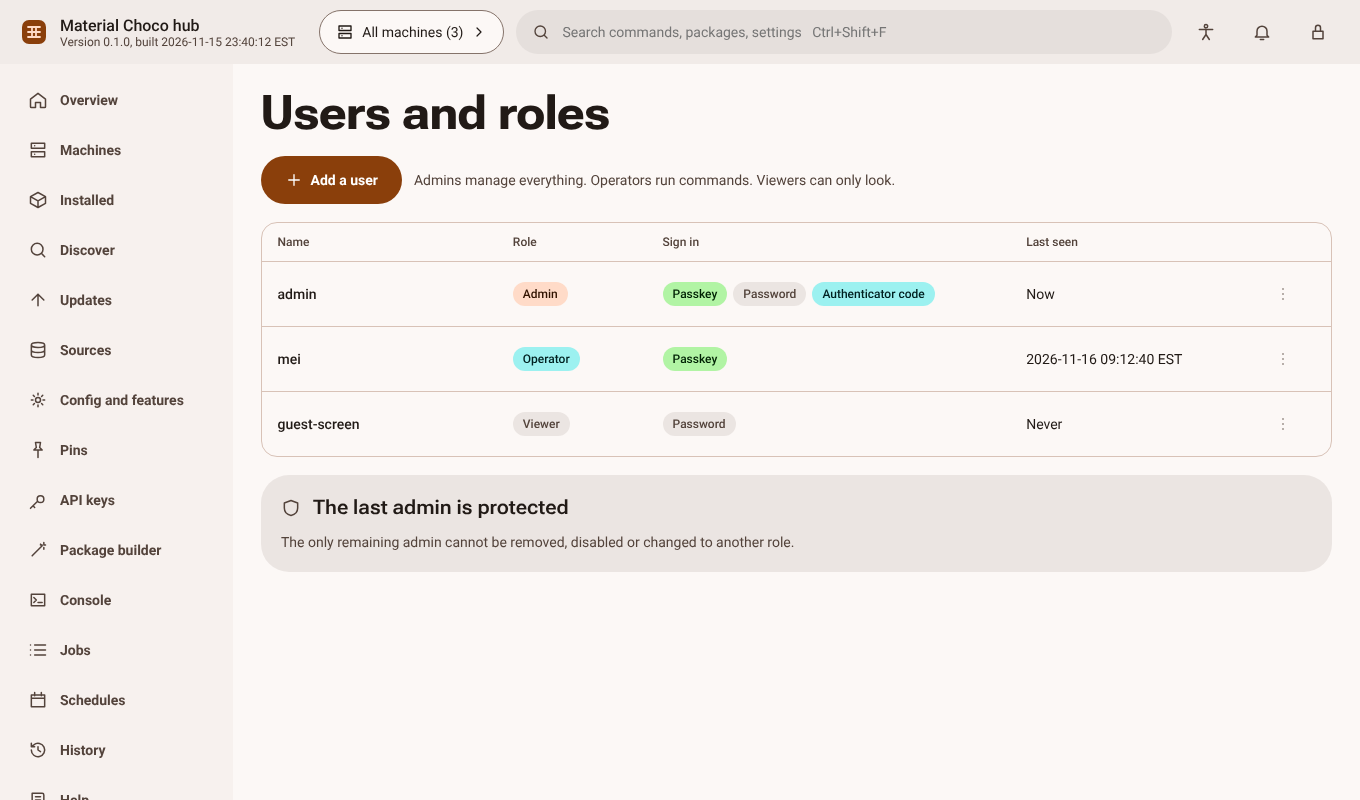 Material Choco hub
Version 0.1.0, built 2026-11-15 23:40:12 EST
All machines (3)
Search commands, packages, settings Ctrl+Shift+F
Overview
Machines
Installed
Discover
Updates
Sources
Config and features
Pins
API keys
Package builder
Console
Jobs
Schedules
History
Help
Users and roles
Add a user
Admins manage everything. Operators run commands. Viewers can only look.
Name Role Sign in Last seen
admin Admin Passkey Password Authenticator code Now
mei Operator Passkey 2026-11-16 09:12:40 EST
guest-screen Viewer Password Never
The last admin is protected
The only remaining admin cannot be removed, disabled or changed to another role.